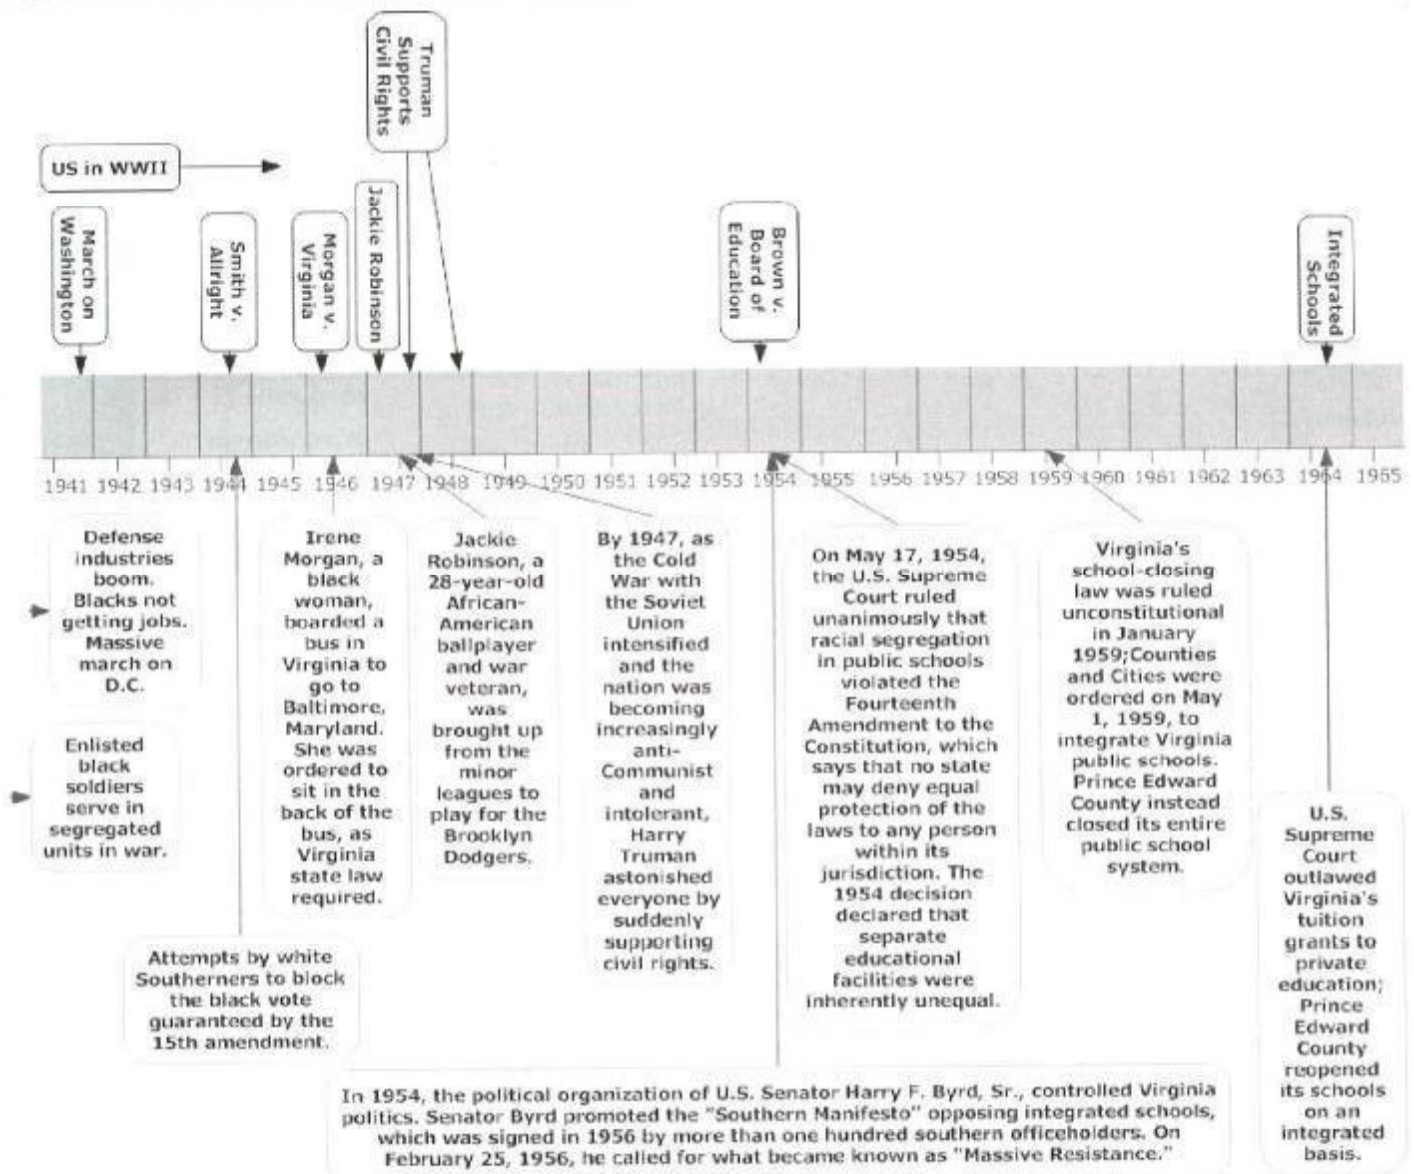 Truman
Supports
Civil Rights
US in WWII
March on
Washington
Smith v.
Allright
Morgan v.
Virginia
Jackie Robinson
Brown v.
Board of
Education
Integrated
Schools
1941 1942 1943 1944 1945 1946 1947 1948 1949 1950 1951 1952 1953 1954 1955 1956 1957 1958 1959 1960 1961 1962 1963 1964 1965
Defense
industries
boom.
Blacks not
getting jobs.
Massive
march on
D.C.
Enlisted
black
soldiers
serve in
segregated
units in war.
Attempts by white
Southerners to block
the black vote
guaranteed by the
15th amendment.
Irene
Morgan, a
black
woman,
boarded a
bus in
Virginia to
go to
Baltimore,
Maryland.
She was
ordered to
sit in the
back of the
bus, as
Virginia
state law
required.
Jackie
Robinson, a
28-year-old
African-
American
ballplayer
and war
veteran,
was
brought up
from the
minor
leagues to
play for the
Brooklyn
Dodgers.
By 1947, as
the Cold
War with
the Soviet
Union
intensified
and the
nation was
becoming
increasingly
anti-
Communist
and
intolerant,
Harry
Truman
astonished
everyone by
suddenly
supporting
civil rights.
On May 17, 1954,
the U.S. Supreme
Court ruled
unanimously that
racial segregation
in public schools
violated the
Fourteenth
Amendment to the
Constitution, which
says that no state
may deny equal
protection of the
laws to any person
within its
jurisdiction. The
1954 decision
declared that
separate
educational
facilities were
inherently unequal.
Virginia's
school-closing
law was ruled
unconstitutional
in January
1959;Counties
and Cities were
ordered on May
1, 1959, to
integrate Virginia
public schools.
Prince Edward
County instead
closed its entire
public school
system.
U.S.
Supreme
Court
outlawed
Virginia's
tuition
grants to
private
education;
Prince
Edward
County
reopened
its schools
on an
integrated
basis.
In 1954, the political organization of U.S. Senator Harry F. Byrd, Sr., controlled Virginia
politics. Senator Byrd promoted the "Southern Manifesto" opposing integrated schools,
which was signed in 1956 by more than one hundred southern officeholders. On
February 25, 1956, he called for what became known as "Massive Resistance."